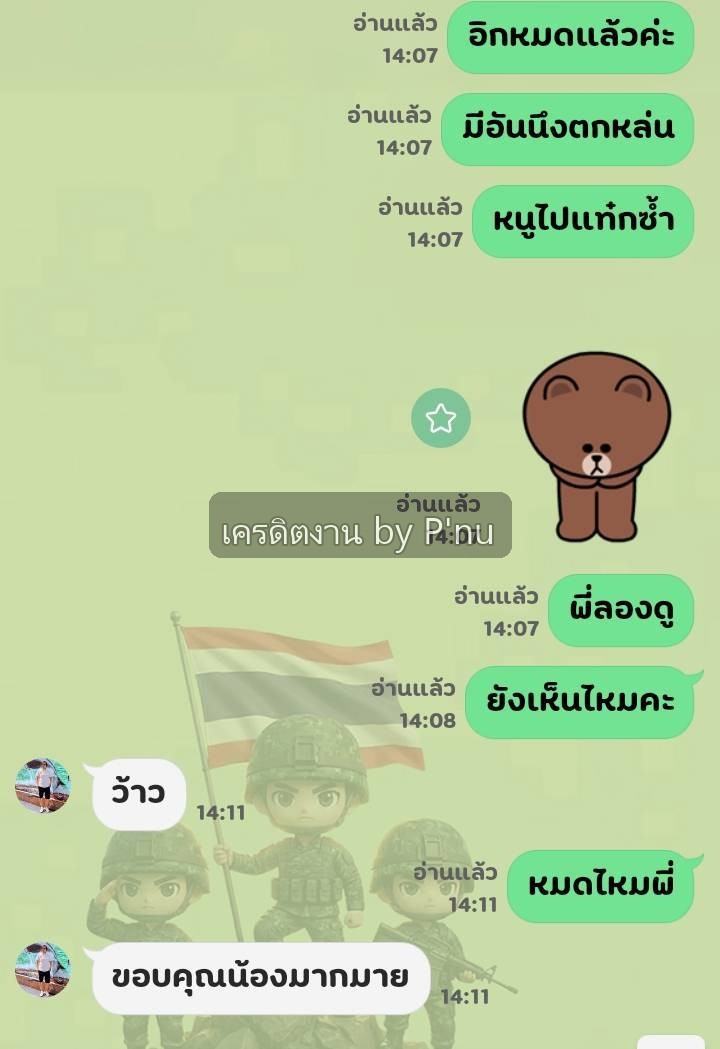 อ่านแล้ว
14:07
อิกหมดแล้วค่ะ
อ่านแล้ว
14:07
มีอันนึงตกหล่น
อ่านแล้ว
14:07
หนูไปแท๋กซ้ำ
อ่านแล้ว
14:07
เครดิตงาน by P'nu
อ่านแล้ว
14:07
พี่ลองดู
อ่านแล้ว
14:08
ยังเห็นไหมคะ
ว้าว
14:11
อ่านแล้ว
14:11
หมดไหมพี่
ขอบคุณน้องมากมาย
14:11